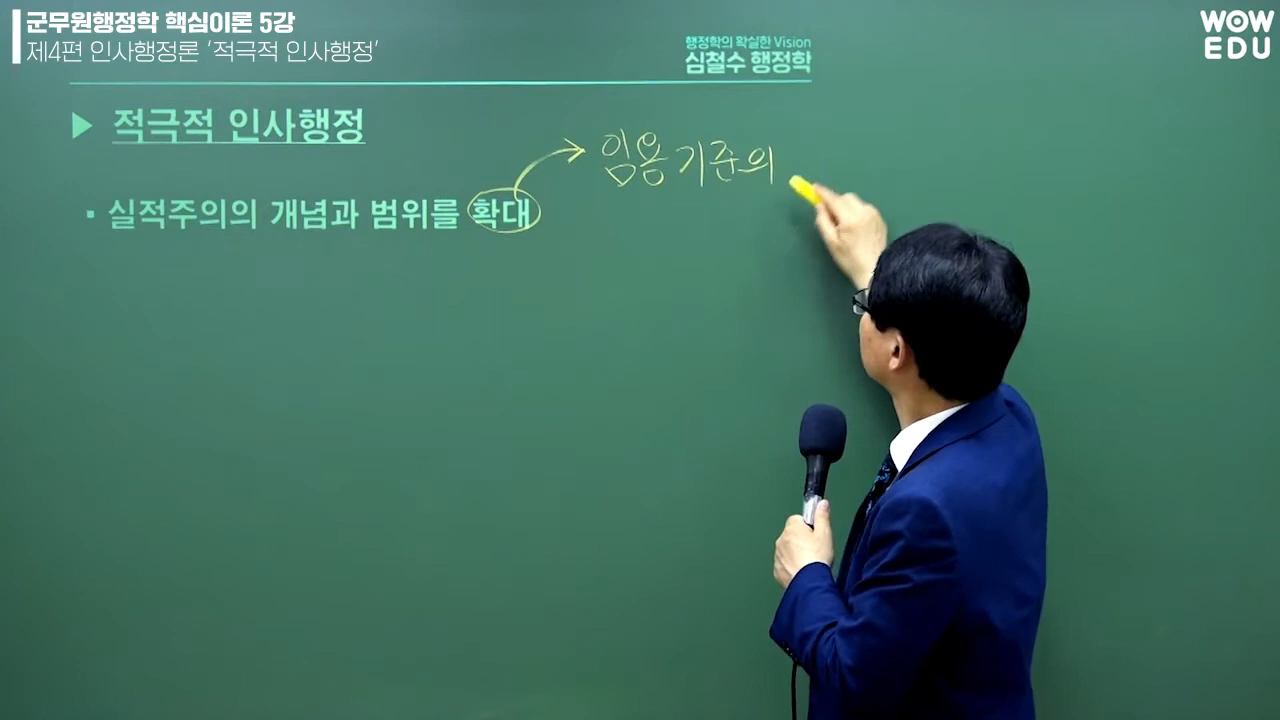 군무원행정학 핵심이론 5강
제4편 인사행정론 '적극적 인사행정'
행정학의 확실한 Vision
심철수 행정학
WOW
EDU
▶ 적극적 인사행정
임용기준의
▪ 실적주의의 개념과 범위를 확대